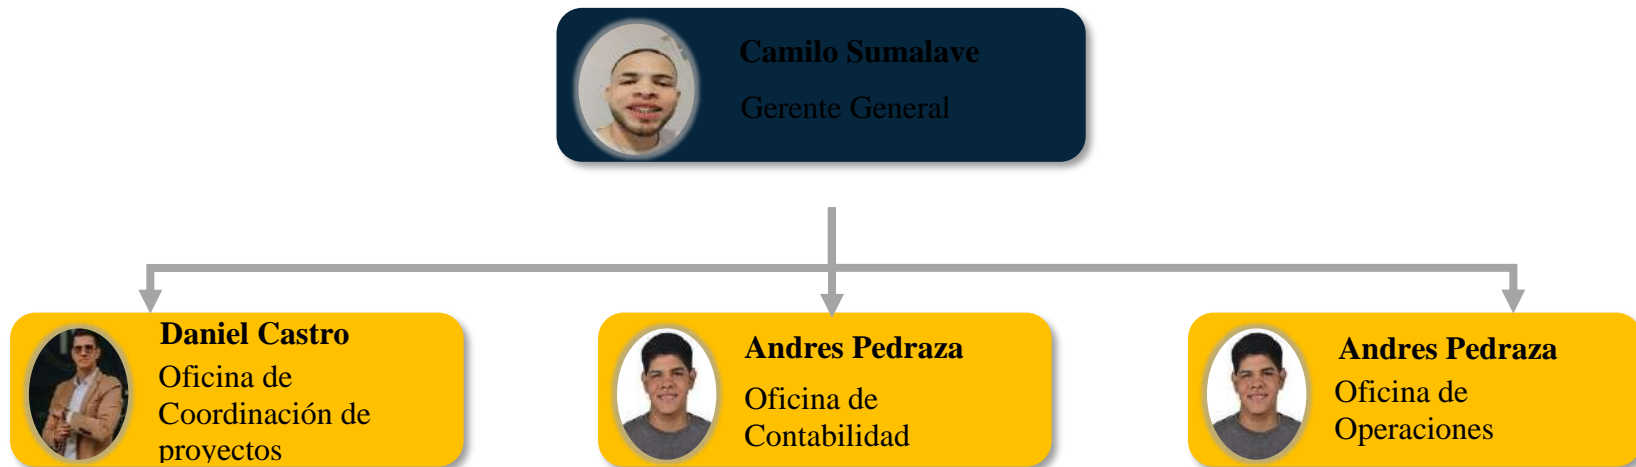 Camilo Sumalave
Gerente General
Daniel Castro
Oficina de
Coordinación de
proyectos
Andres Pedraza
Oficina de
Contabilidad
Andres Pedraza
Oficina de
Operaciones